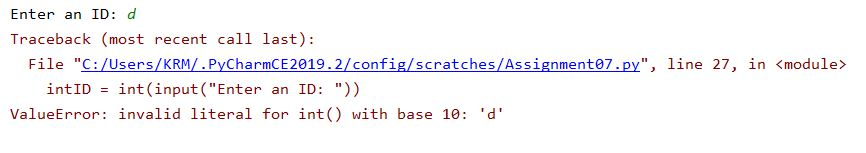 Enter an ID: d
Traceback (most recent call last):
  File "C:/Users/KRM/.PyCharmCE2019.2/config/scratches/Assignment07.py", line 27, in <module>
    intID = int(input("Enter an ID: "))
ValueError: invalid literal for int() with base 10: 'd'